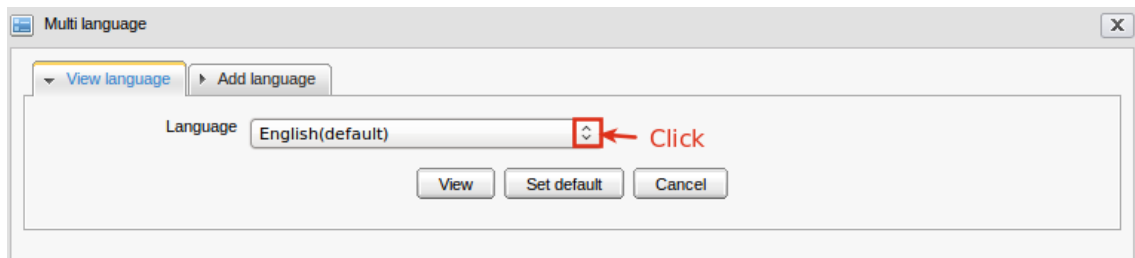 Multi language
View language Add language
Language English(default) Click
View Set default Cancel